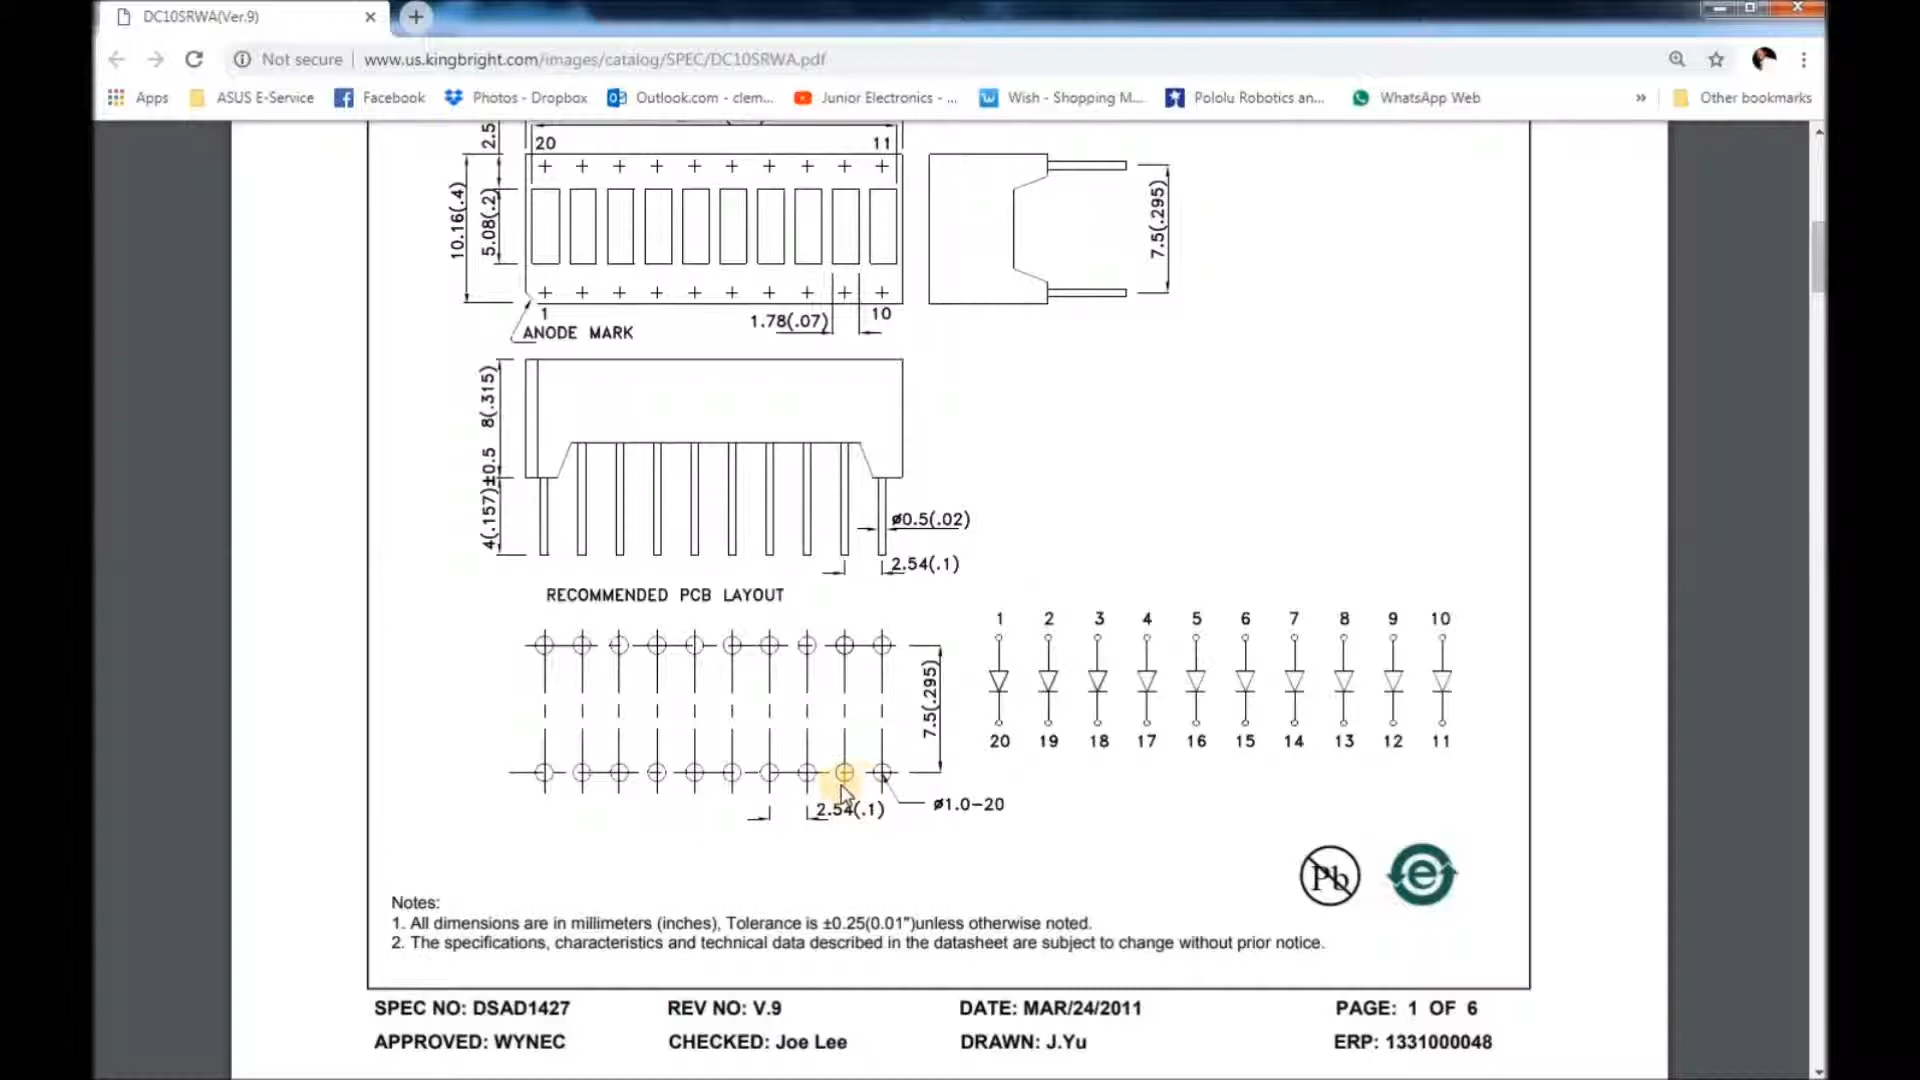 DC10SRWA(Ver.9)
Not secure | www.us.kingbright.com/images/catalog/SPEC/DC10SRWA.pdf
Apps ASUS E-Service Facebook Photos - Dropbox Outlook.com - clem... Junior Electronics - ... Wish - Shopping M... Pololu Robotics an... WhatsApp Web » Other bookmarks
2.5
20 11
10.16(.4)
5.08(.2)
7.5(.295)
1 10
1.78(.07)
ANODE MARK
8(.315)
4(.157)±0.5
ø0.5(.02)
2.54(.1)
RECOMMENDED PCB LAYOUT
1 2 3 4 5 6 7 8 9 10
7.5(.295)
20 19 18 17 16 15 14 13 12 11
2.54(.1)
ø1.0-20
Pb
e
Notes:
1. All dimensions are in millimeters (inches), Tolerance is ±0.25(0.01")unless otherwise noted.
2. The specifications, characteristics and technical data described in the datasheet are subject to change without prior notice.
SPEC NO: DSAD1427 REV NO: V.9 DATE: MAR/24/2011 PAGE: 1 OF 6
APPROVED: WYNEC CHECKED: Joe Lee DRAWN: J.Yu ERP: 1331000048